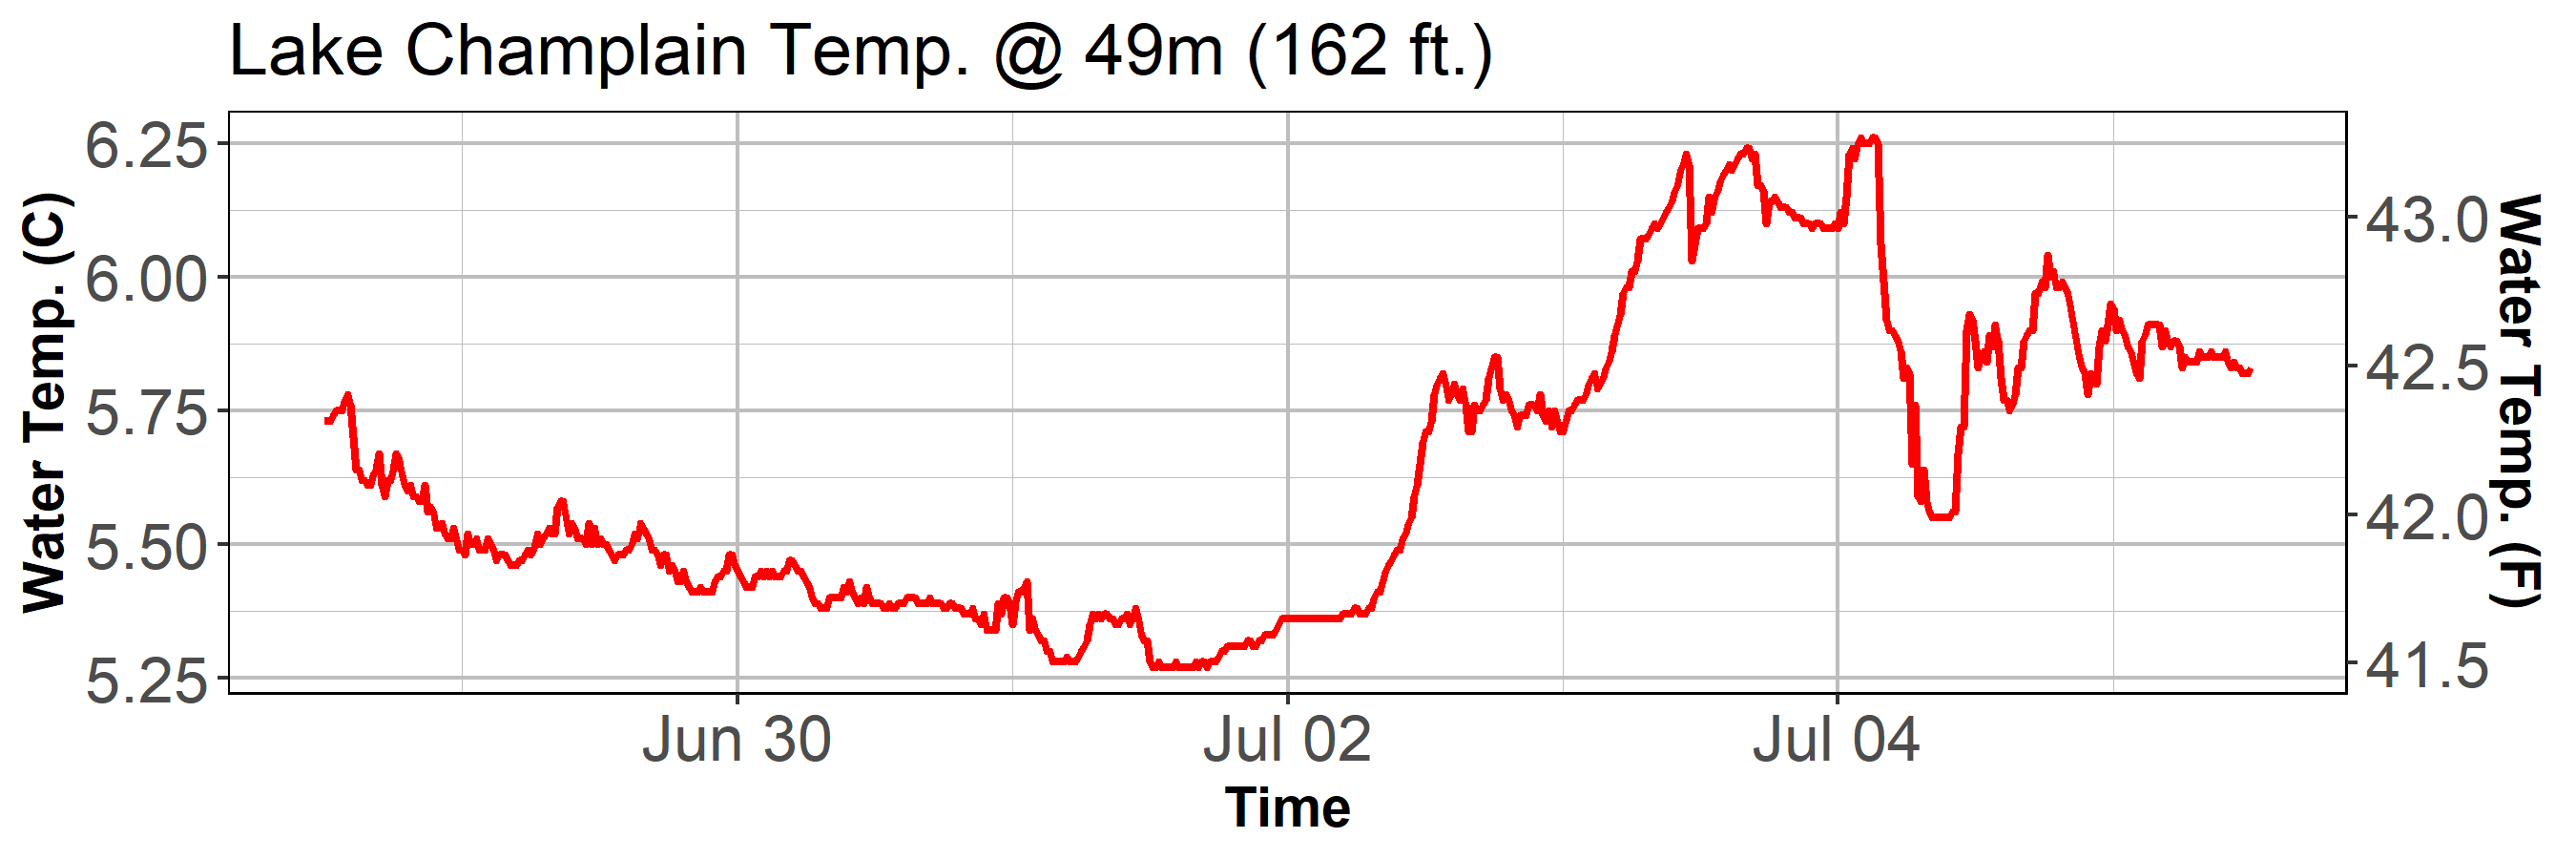 Lake Champlain Temp. @ 49m (162 ft.)
Water Temp. (C)
6.25
6.00
5.75
5.50
5.25
43.0
42.5
42.0
41.5
Water Temp. (F)
Jun 30
Jul 02
Jul 04
Time